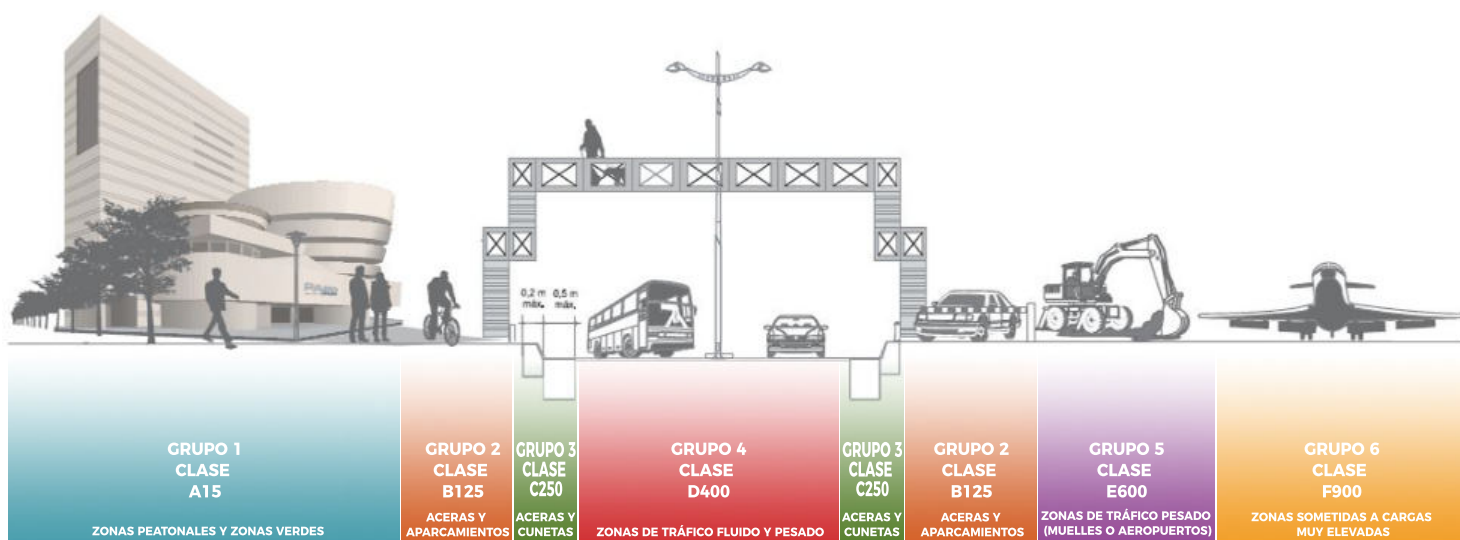 0,2 m
máx.
0,5 m
máx.
GRUPO 1
CLASE
A15
ZONAS PEATONALES Y ZONAS VERDES
GRUPO 2
CLASE
B125
ACERAS Y
APARCAMIENTOS
GRUPO 3
CLASE
C250
ACERAS Y
CUNETAS
GRUPO 4
CLASE
D400
ZONAS DE TRÁFICO FLUIDO Y PESADO
GRUPO 3
CLASE
C250
ACERAS Y
CUNETAS
GRUPO 2
CLASE
B125
ACERAS Y
APARCAMIENTOS
GRUPO 5
CLASE
E600
ZONAS DE TRÁFICO PESADO
(MUELLES O AEROPUERTOS)
GRUPO 6
CLASE
F900
ZONAS SOMETIDAS A CARGAS
MUY ELEVADAS